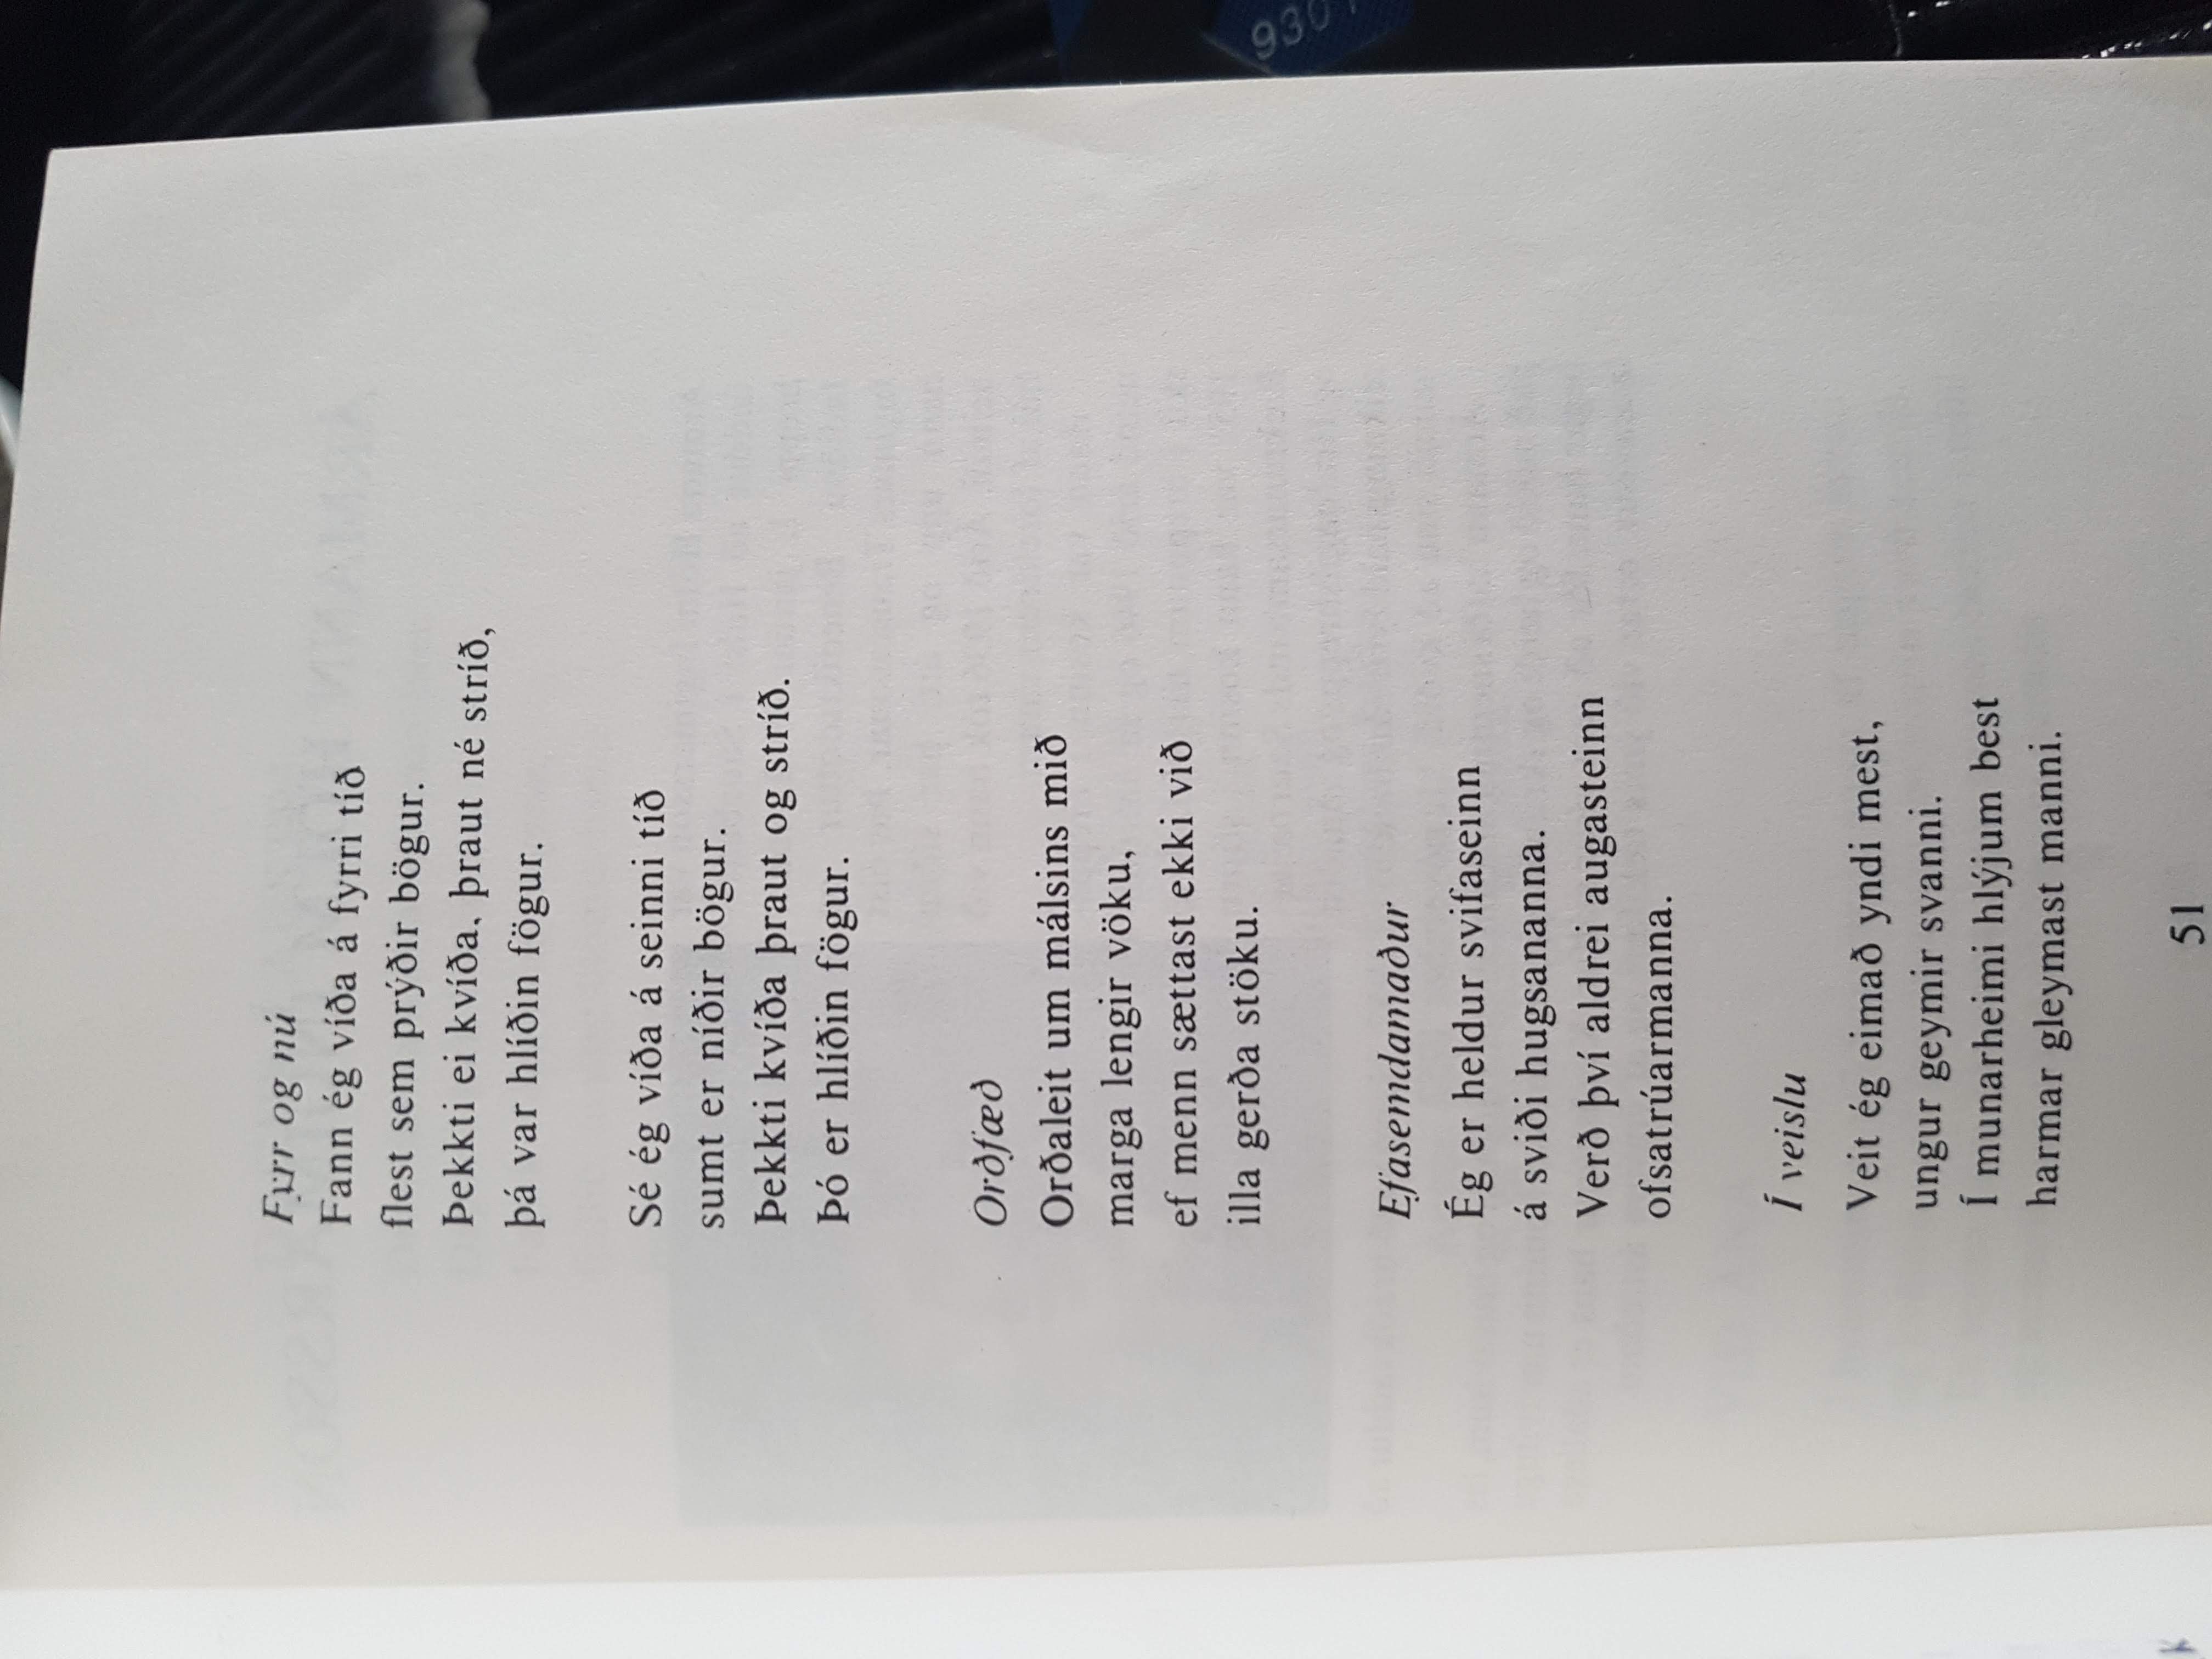 Fyrr og nú
Fann ég víða á fyrri tíð
flest sem prýðir bögur.
Þekkti ei kvíða, þraut né stríð,
þá var hlíðin fögur.
Sé ég víða á seinni tíð
sumt er níðir bögur.
Þekkti kvíða þraut og stríð.
Þó er hlíðin fögur.
Orðfæð
Orðaleit um málsins mið
marga lengir vöku,
ef menn sættast ekki við
illa gerða stöku.
Efasemdamaður
Ég er heldur svifaseinn
á sviði hugsananna.
Verð því aldrei augasteinn
ofsatrúarmanna.
Í veislu
Veit ég eimað yndi mest,
ungur geymir svanni.
Í munarheimi hlýjum best
harmar gleymast manni.
51
930
K